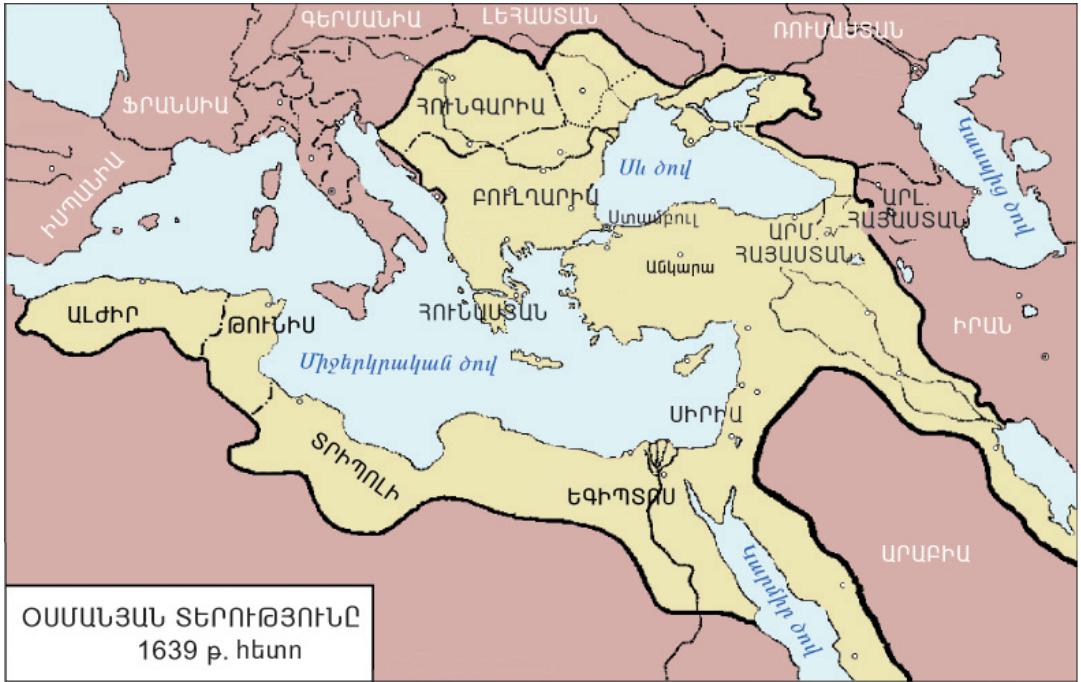 ԳԵՐՄԱՆԻԱ
ԼԵՀԱՍՏԱՆ
ՌՈՒՍԱՍՏԱՆ
ՖՐԱՆՍԻԱ
ՀՈՒՆԳԱՐԻԱ
Կասպից ծով
ԻՍՊԱՆԻԱ
Սև ծով
ԲՈՒԼՂԱՐԻԱ
Ստամբուլ
ԱՐԼ.
ՀԱՅԱՍՏԱՆ
ԱՐՄ.
ՀԱՅԱՍՏԱՆ
Անկարա
ԱԼԺԻՐ
ԹՈՒՆԻՍ
ՀՈՒՆԱՍՏԱՆ
ԻՐԱՆ
Միջերկրական ծով
ՍԻՐԻԱ
ՏՐԻՊՈԼԻ
ԵԳԻՊՏՈՍ
ԱՐԱԲԻԱ
Կարմիր ծով
ՕՍՄԱՆՅԱՆ ՏԵՐՈՒԹՅՈՒՆԸ
1639 թ. հետո